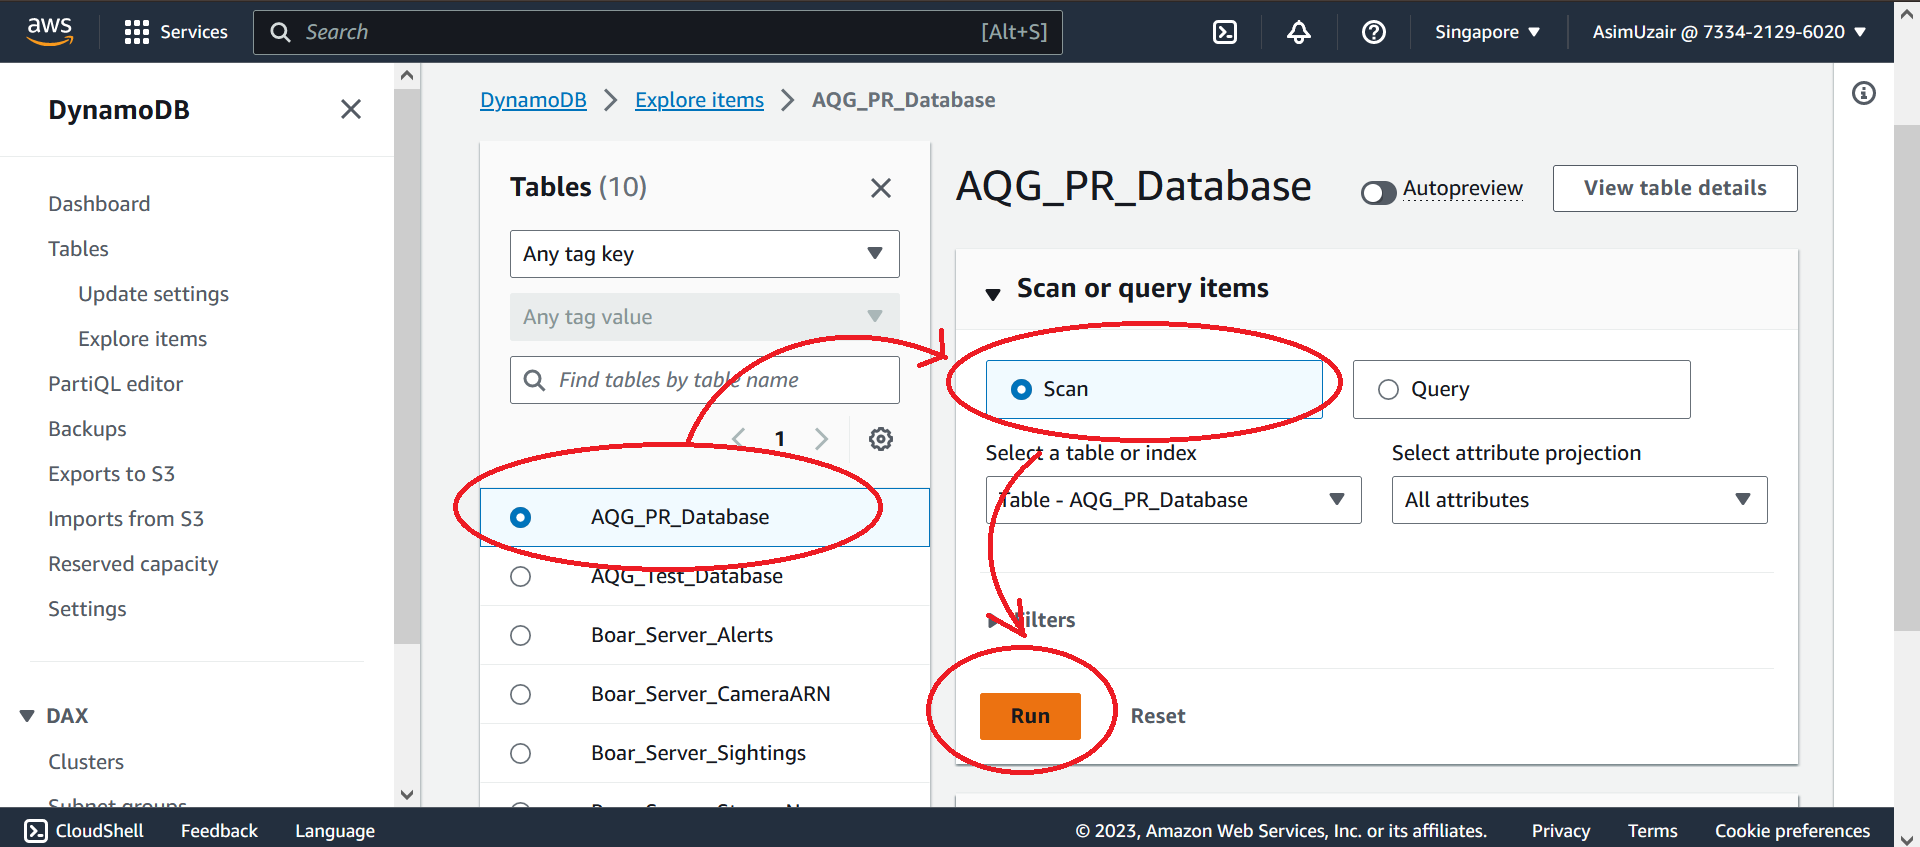 aws
Services
Search [Alt+S]
Singapore
AsimUzair @ 7334-2129-6020
DynamoDB
Dashboard
Tables
Update settings
Explore items
PartiQL editor
Backups
Exports to S3
Imports from S3
Reserved capacity
Settings
DAX
Clusters
Subnet groups
DynamoDB Explore items AQG_PR_Database
Tables (10)
Any tag key
Any tag value
Find tables by table name
1
AQG_PR_Database
AQG_Test_Database
Boar_Server_Alerts
Boar_Server_CameraARN
Boar_Server_Sightings
AQG_PR_Database
Autopreview
View table details
Scan or query items
Scan
Query
Select a table or index
Table - AQG_PR_Database
Select attribute projection
All attributes
Filters
Run
Reset
CloudShell
Feedback
Language
© 2023, Amazon Web Services, Inc. or its affiliates.
Privacy
Terms
Cookie preferences